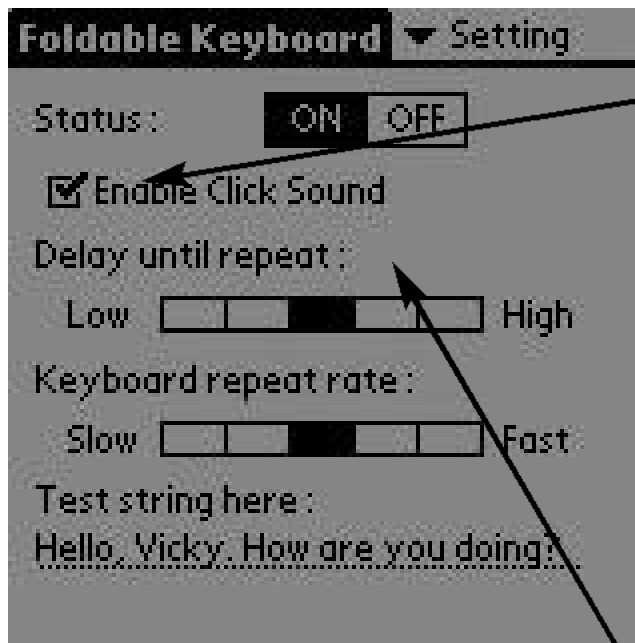 Foldable Keyboard Setting
Status: ON OFF
Enable Click Sound
Delay until repeat:
Low High
Keyboard repeat rate:
Slow Fast
Test string here:
Hello, Vicky. How are you doing?